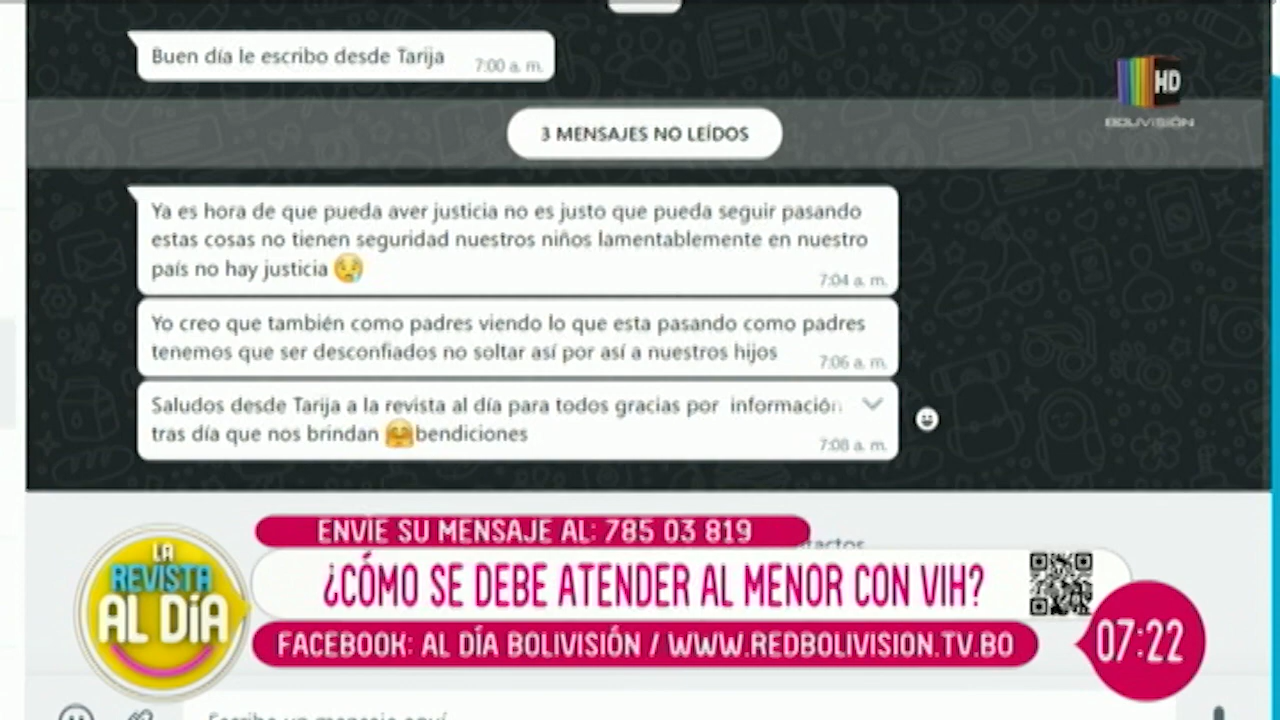 Buen día le escribo desde Tarija
7:00 a. m.
HD
BOLIVISIÓN
3 MENSAJES NO LEÍDOS
Ya es hora de que pueda aver justicia no es justo que pueda seguir pasando
estas cosas no tienen seguridad nuestros niños lamentablemente en nuestro
país no hay justicia 😢
7:04 a. m.
Yo creo que también como padres viendo lo que esta pasando como padres
tenemos que ser desconfiados no soltar así por así a nuestros hijos
7:06 a. m.
Saludos desde Tarija a la revista al día para todos gracias por información
tras día que nos brindan 🤗bendiciones
7:08 a. m.
ENVÍE SU MENSAJE AL: 785 03 819
tactos
LA
REVISTA
AL DÍA
¿CÓMO SE DEBE ATENDER AL MENOR CON VIH?
FACEBOOK: AL DÍA BOLIVISIÓN / WWW.REDBOLIVISION.TV.BO
07:22
Escribe un mensaje aquí